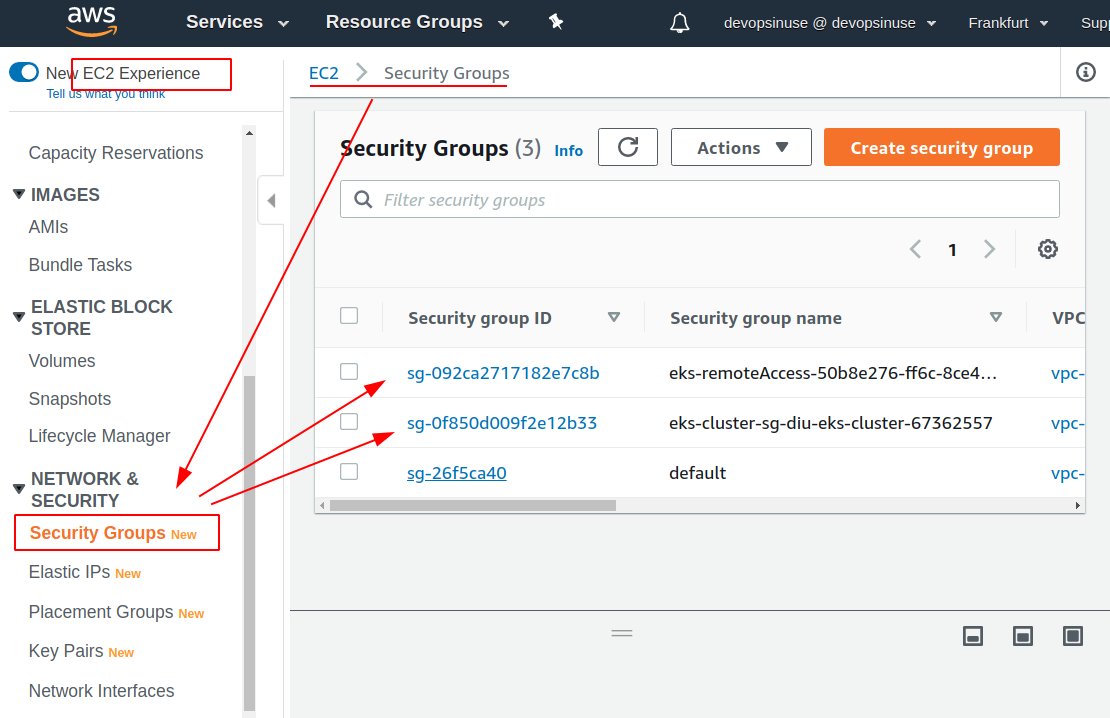 aws
Services
Resource Groups
devopsinuse @ devopsinuse
Frankfurt
Supp
New EC2 Experience
Tell us what you think
Capacity Reservations
IMAGES
AMIs
Bundle Tasks
ELASTIC BLOCK
STORE
Volumes
Snapshots
Lifecycle Manager
NETWORK &
SECURITY
Security Groups New
Elastic IPs New
Placement Groups New
Key Pairs New
Network Interfaces
EC2 > Security Groups
Security Groups (3) Info
Actions
Create security group
Filter security groups
1
Security group ID Security group name VPC
sg-092ca2717182e7c8b eks-remoteAccess-50b8e276-ff6c-8ce4… vpc-
sg-0f850d009f2e12b33 eks-cluster-sg-diu-eks-cluster-67362557 vpc-
sg-26f5ca40 default vpc-